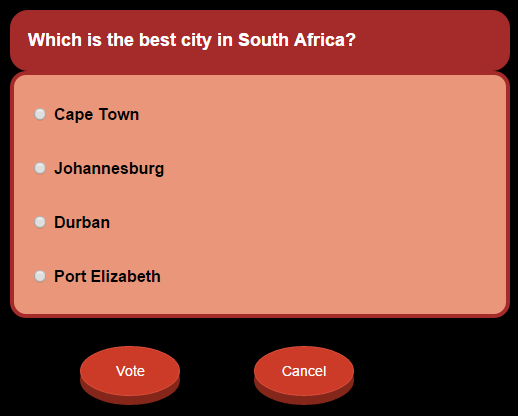 Which is the best city in South Africa?
Cape Town
Johannesburg
Durban
Port Elizabeth
Vote
Cancel